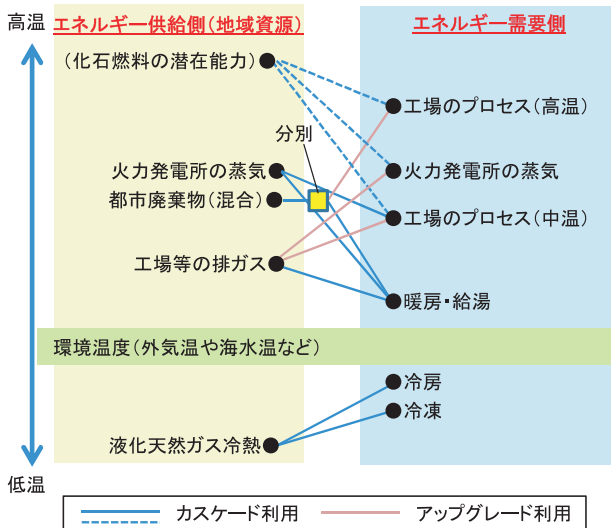 高温
エネルギー供給側（地域資源）
エネルギー需要側
（化石燃料の潜在能力）
工場のプロセス（高温）
分別
火力発電所の蒸気
火力発電所の蒸気
都市廃棄物（混合）
工場のプロセス（中温）
工場等の排ガス
暖房・給湯
環境温度（外気温や海水温など）
冷房
冷凍
液化天然ガス冷熱
低温
カスケード利用
アップグレード利用